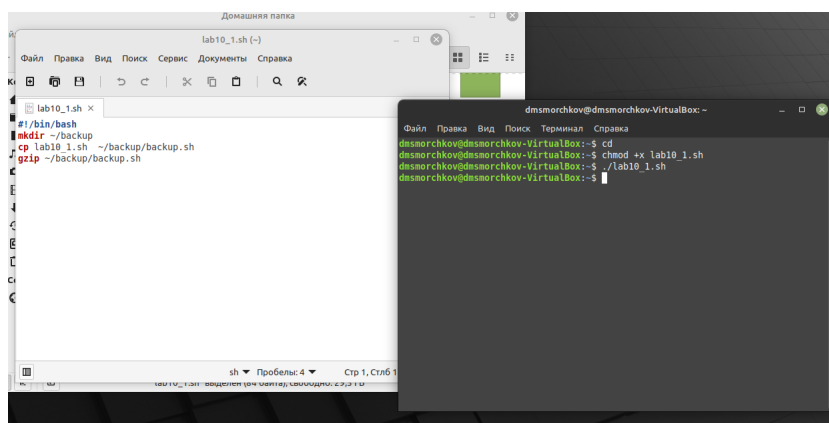 Домашняя папка
lab10_1.sh (~)
Файл Правка Вид Поиск Сервис Документы Справка
lab10_1.sh
#!/bin/bash
mkdir ~/backup
cp lab10_1.sh ~/backup/backup.sh
gzip ~/backup/backup.sh
sh Пробелы: 4 Стр 1, Стлб 1
dmsmorchkov@dmsmorchkov-VirtualBox: ~
Файл Правка Вид Поиск Терминал Справка
dmsmorchkov@dmsmorchkov-VirtualBox:~$ cd
dmsmorchkov@dmsmorchkov-VirtualBox:~$ chmod +x lab10_1.sh
dmsmorchkov@dmsmorchkov-VirtualBox:~$ ./lab10_1.sh
dmsmorchkov@dmsmorchkov-VirtualBox:~$